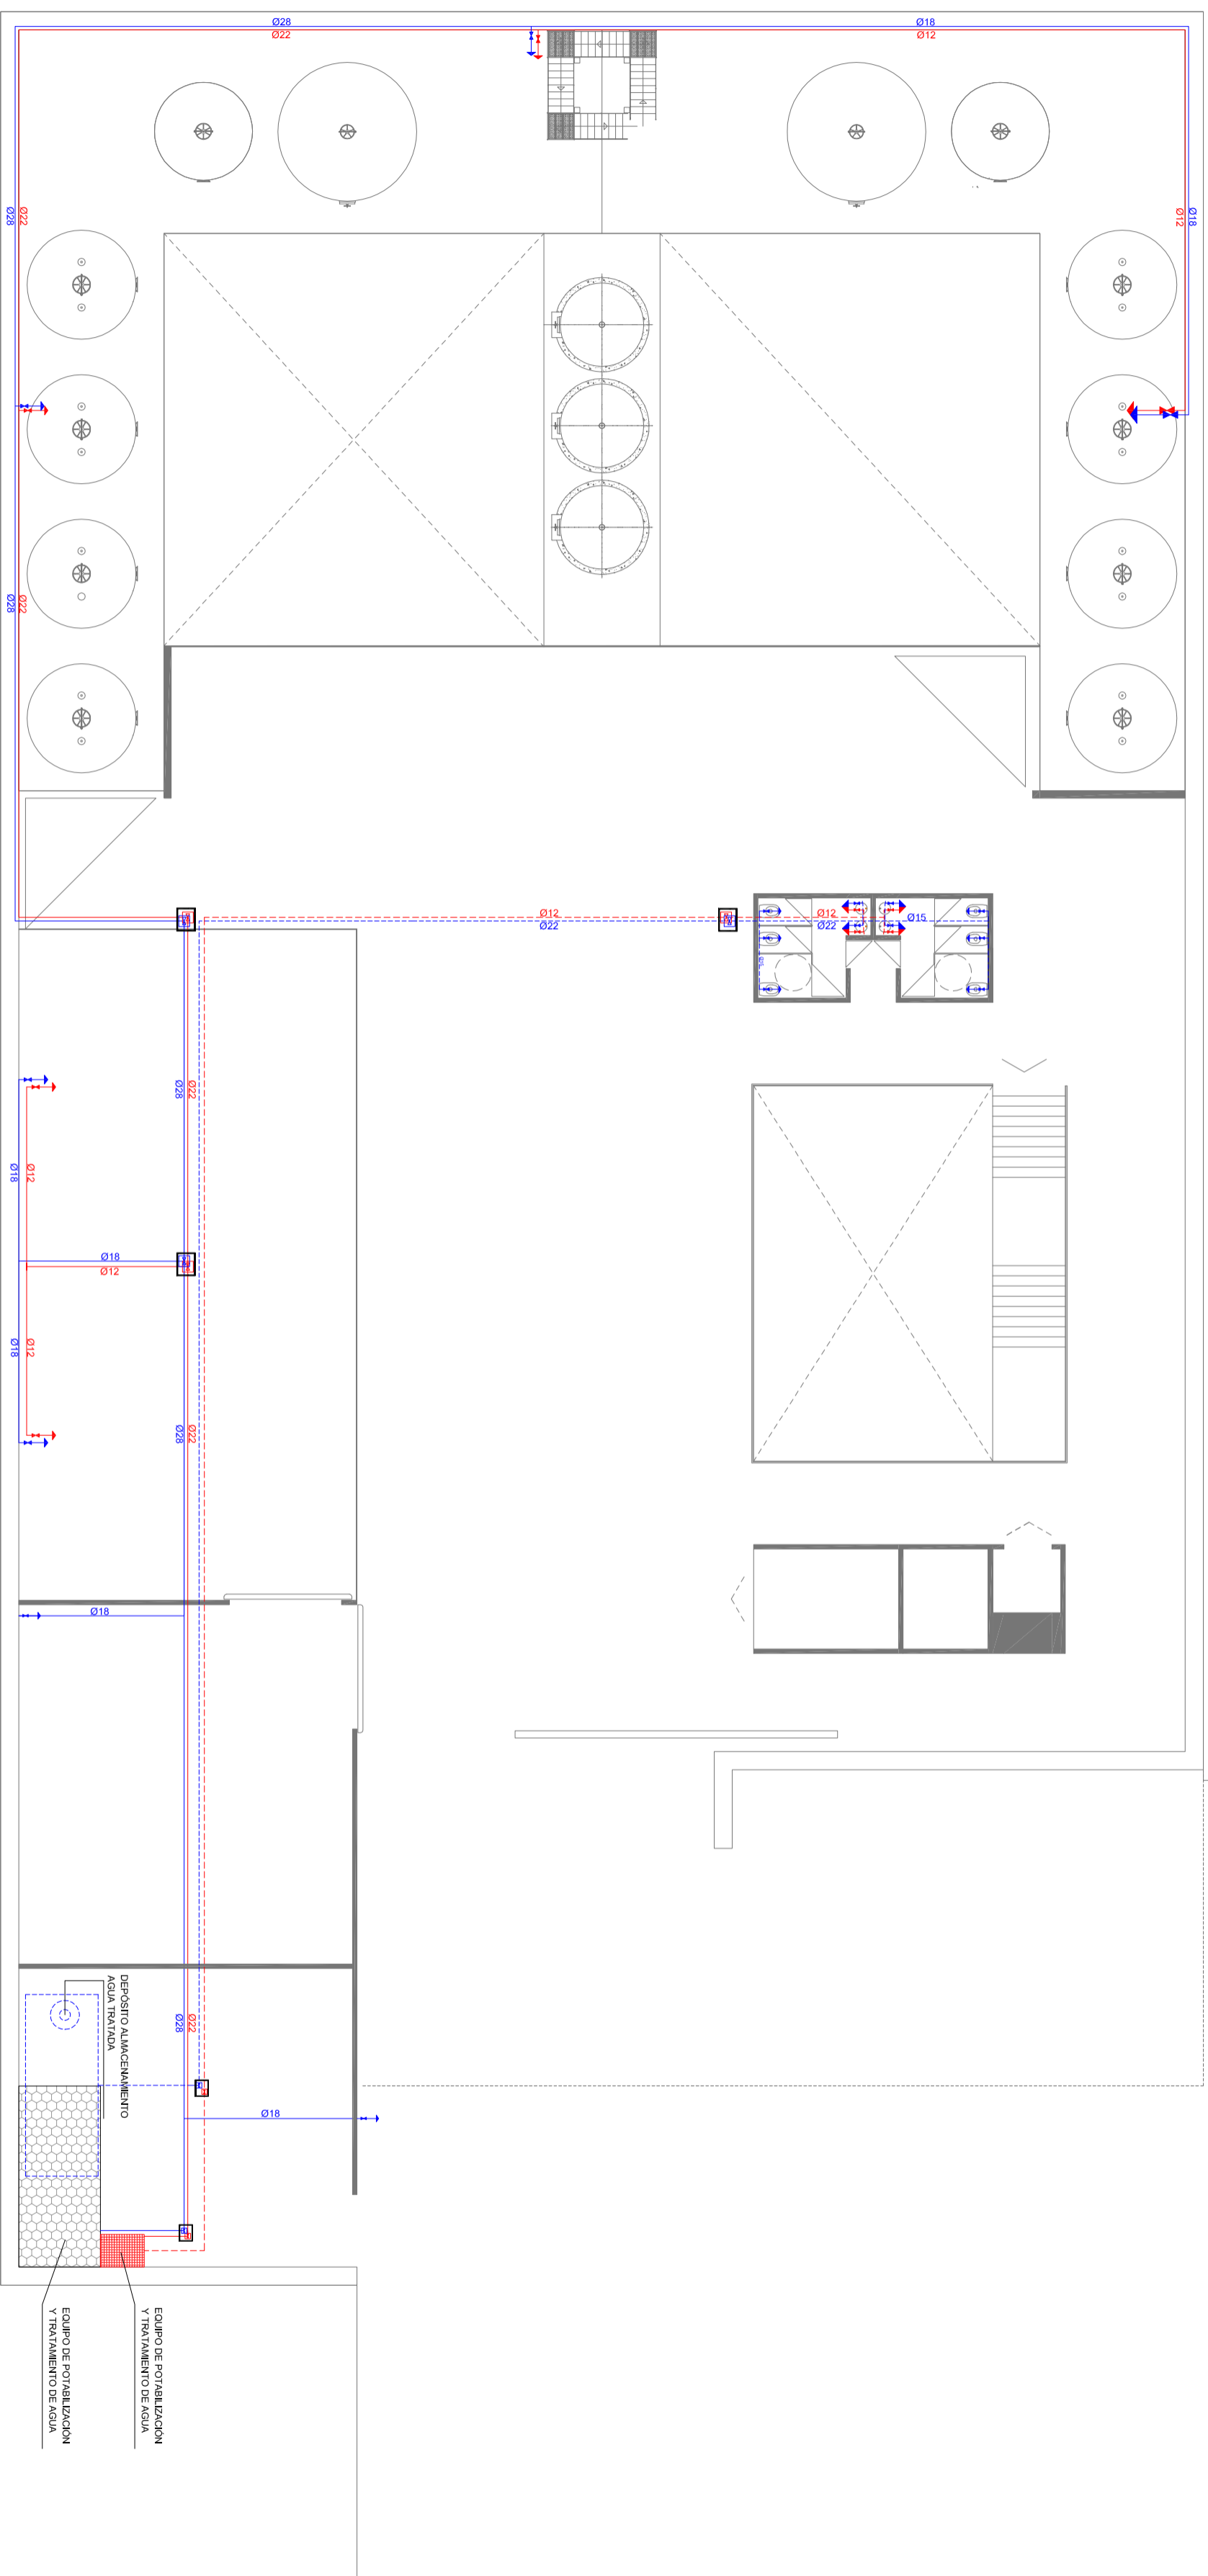 Ø28
Ø22
Ø18
Ø12
Ø22
Ø28
Ø18
Ø12
Ø22
Ø28
Ø12
Ø22
Ø12
Ø22
Ø15
Ø22
Ø28
Ø12
Ø18
Ø18
Ø12
Ø12
Ø18
Ø22
Ø28
Ø18
Ø22
Ø28
DEPÓSITO ALMACENAMIENTO
AGUA TRATADA
Ø18
EQUIPO DE POTABILIZACIÓN
Y TRATAMIENTO DE AGUA
EQUIPO DE POTABILIZACIÓN
Y TRATAMIENTO DE AGUA